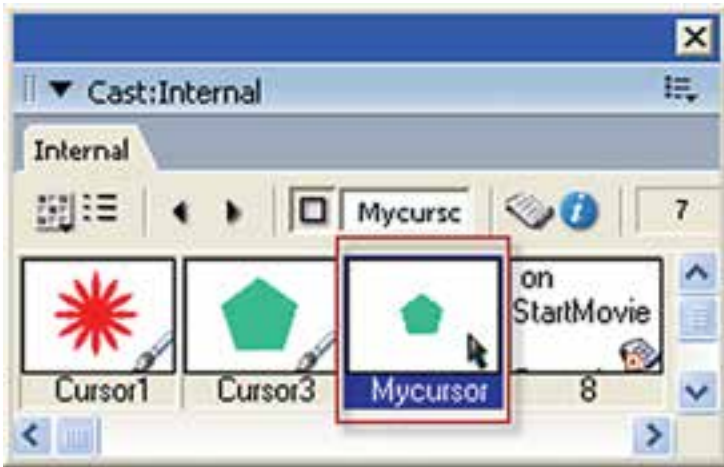 Cast:Internal
Internal
Mycursc
7
on
StartMovie
Cursor1
Cursor3
Mycursor
8